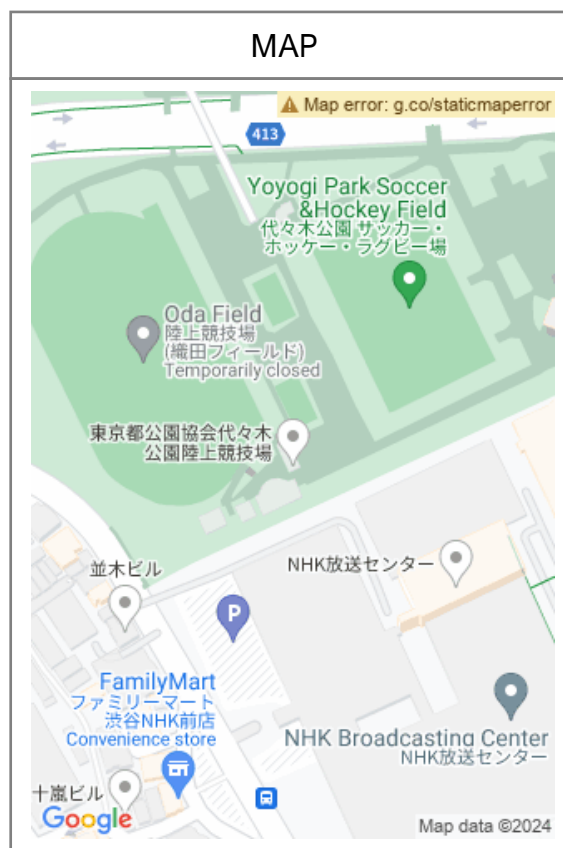 MAP
Map error: g.co/staticmaperror
413
Yoyogi Park Soccer
&Hockey Field
代々木公園 サッカー・
ホッケー・ラグビー場
Oda Field
陸上競技場
(織田フィールド)
Temporarily closed
東京都公園協会代々木
公園陸上競技場
並木ビル
NHK放送センター
P
FamilyMart
ファミリーマート
渋谷NHK前店
Convenience store
NHK Broadcasting Center
NHK放送センター
十嵐ビル
Google
Map data ©2024